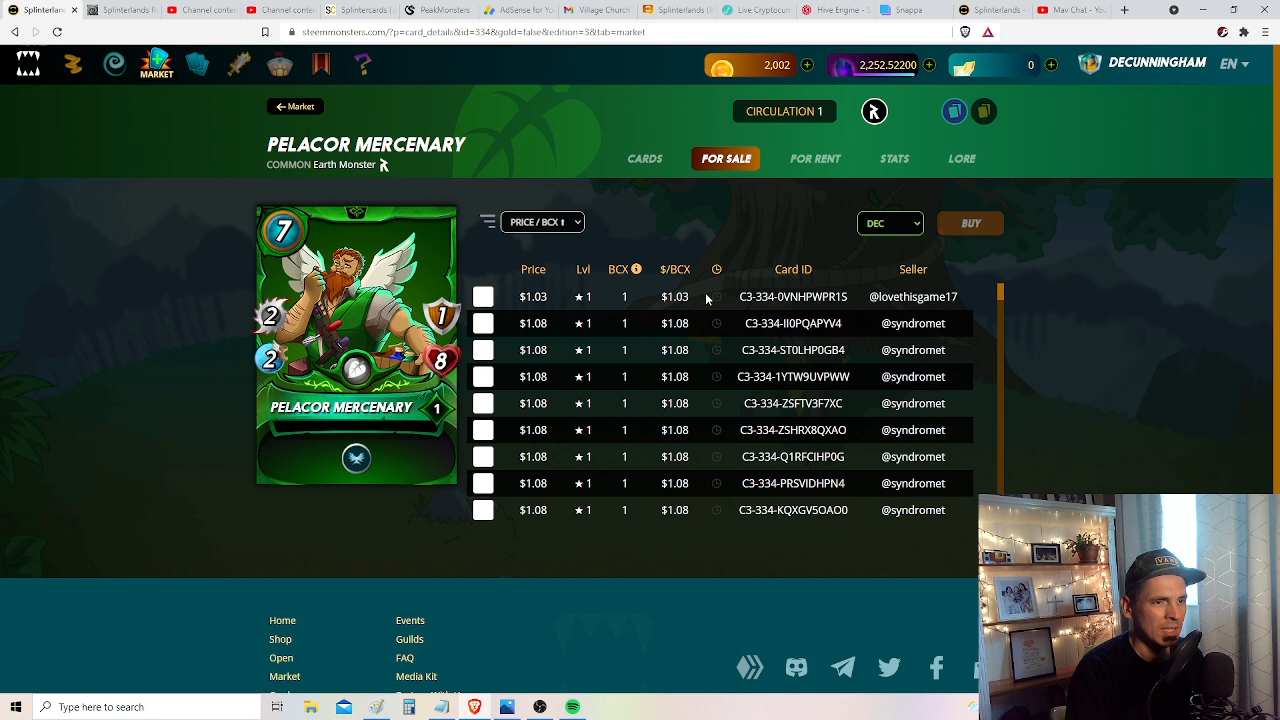 Splinterlan
Splinterlands R
Channel conten
Channel conten
Splintercards (
PeakMonsters
AdSense for Yo
Village Church
Splinterlands (E
Live Cryptocurr
Hive Engine - S
Snappa
Splinterlands -
Mav Chat - You
steemmonsters.com/?p=card_details&id=334&gold=false&edition=3&tab=market
MARKET
2,002
2,252.52200
0
DECUNNINGHAM
EN
← Market
CIRCULATION 1
PELACOR MERCENARY
COMMON Earth Monster
CARDS
FOR SALE
FOR RENT
STATS
LORE
7
2
1
2
8
PELACOR MERCENARY
1
PRICE / BCX
DEC
BUY
Price Lvl BCX $/BCX Card ID Seller
$1.03 ★ 1 1 $1.03 C3-334-0VNHPWPR1S @lovethisgame17
$1.08 ★ 1 1 $1.08 C3-334-II0PQAPYV4 @syndromet
$1.08 ★ 1 1 $1.08 C3-334-ST0LHP0GB4 @syndromet
$1.08 ★ 1 1 $1.08 C3-334-1YTW9UVPWW @syndromet
$1.08 ★ 1 1 $1.08 C3-334-ZSFTV3F7XC @syndromet
$1.08 ★ 1 1 $1.08 C3-334-ZSHRX8QXAO @syndromet
$1.08 ★ 1 1 $1.08 C3-334-Q1RFCIHP0G @syndromet
$1.08 ★ 1 1 $1.08 C3-334-PRSVIDHPN4 @syndromet
$1.08 ★ 1 1 $1.08 C3-334-KQXGV5OAO0 @syndromet
Home
Shop
Open
Market
Events
Guilds
FAQ
Media Kit
VANS
Type here to search